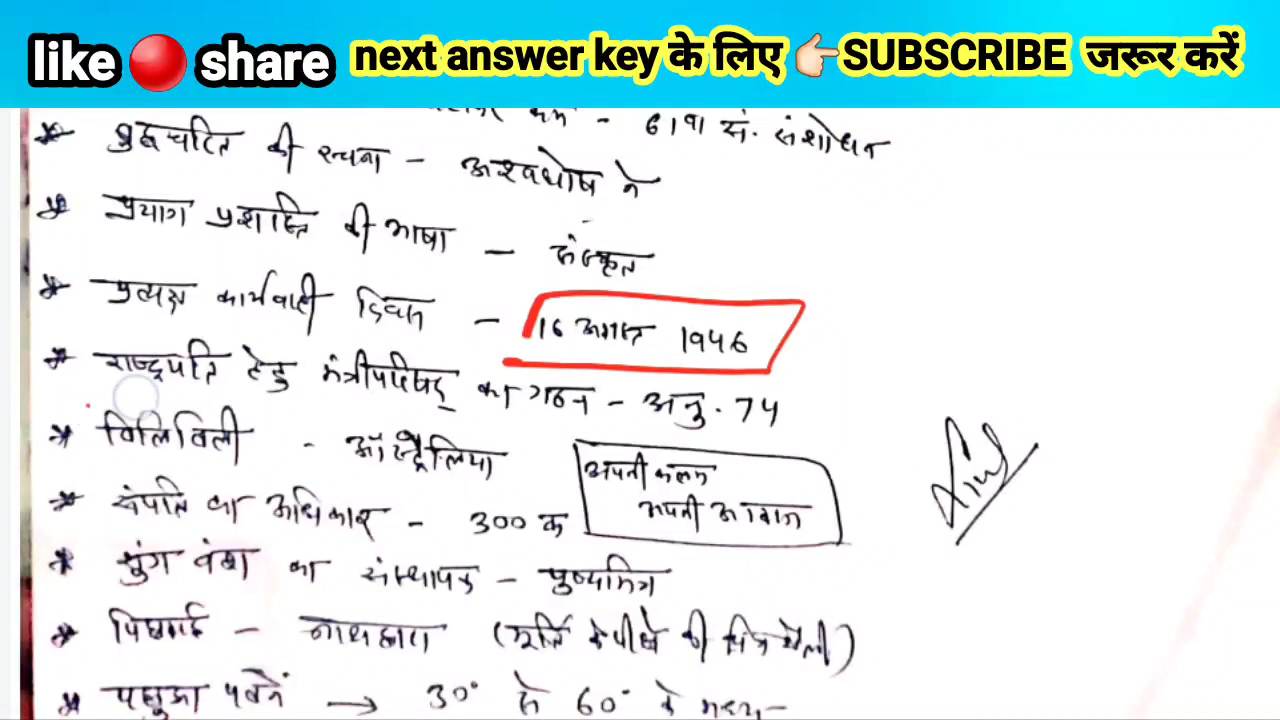 like 🔴 share next answer key के लिए 👉🏻 SUBSCRIBE जरूर करें
- 61वां सं. संशोधन
* बुद्धचरित की रचना - अश्वघोष ने
* प्रयाग प्रशस्ति की भाषा - संस्कृत
* प्रत्यक्ष कार्यवाही दिवस - 16 अगस्त 1946
* राष्ट्रपति हेतु मंत्रीपरिषद् का गठन - अनु. 74
* विलिविली - ऑस्ट्रेलिया
* संपति का अधिकार - 300 क
अपनी कलम
अपनी आवाज
* शुंग वंश का संस्थापक - पुष्यमित्र
* पिछवाई - नाथद्वारा (मूर्ति के पीछे की चित्र शैली)
* पछुआ पवनें → 30° से 60° के मध्य-